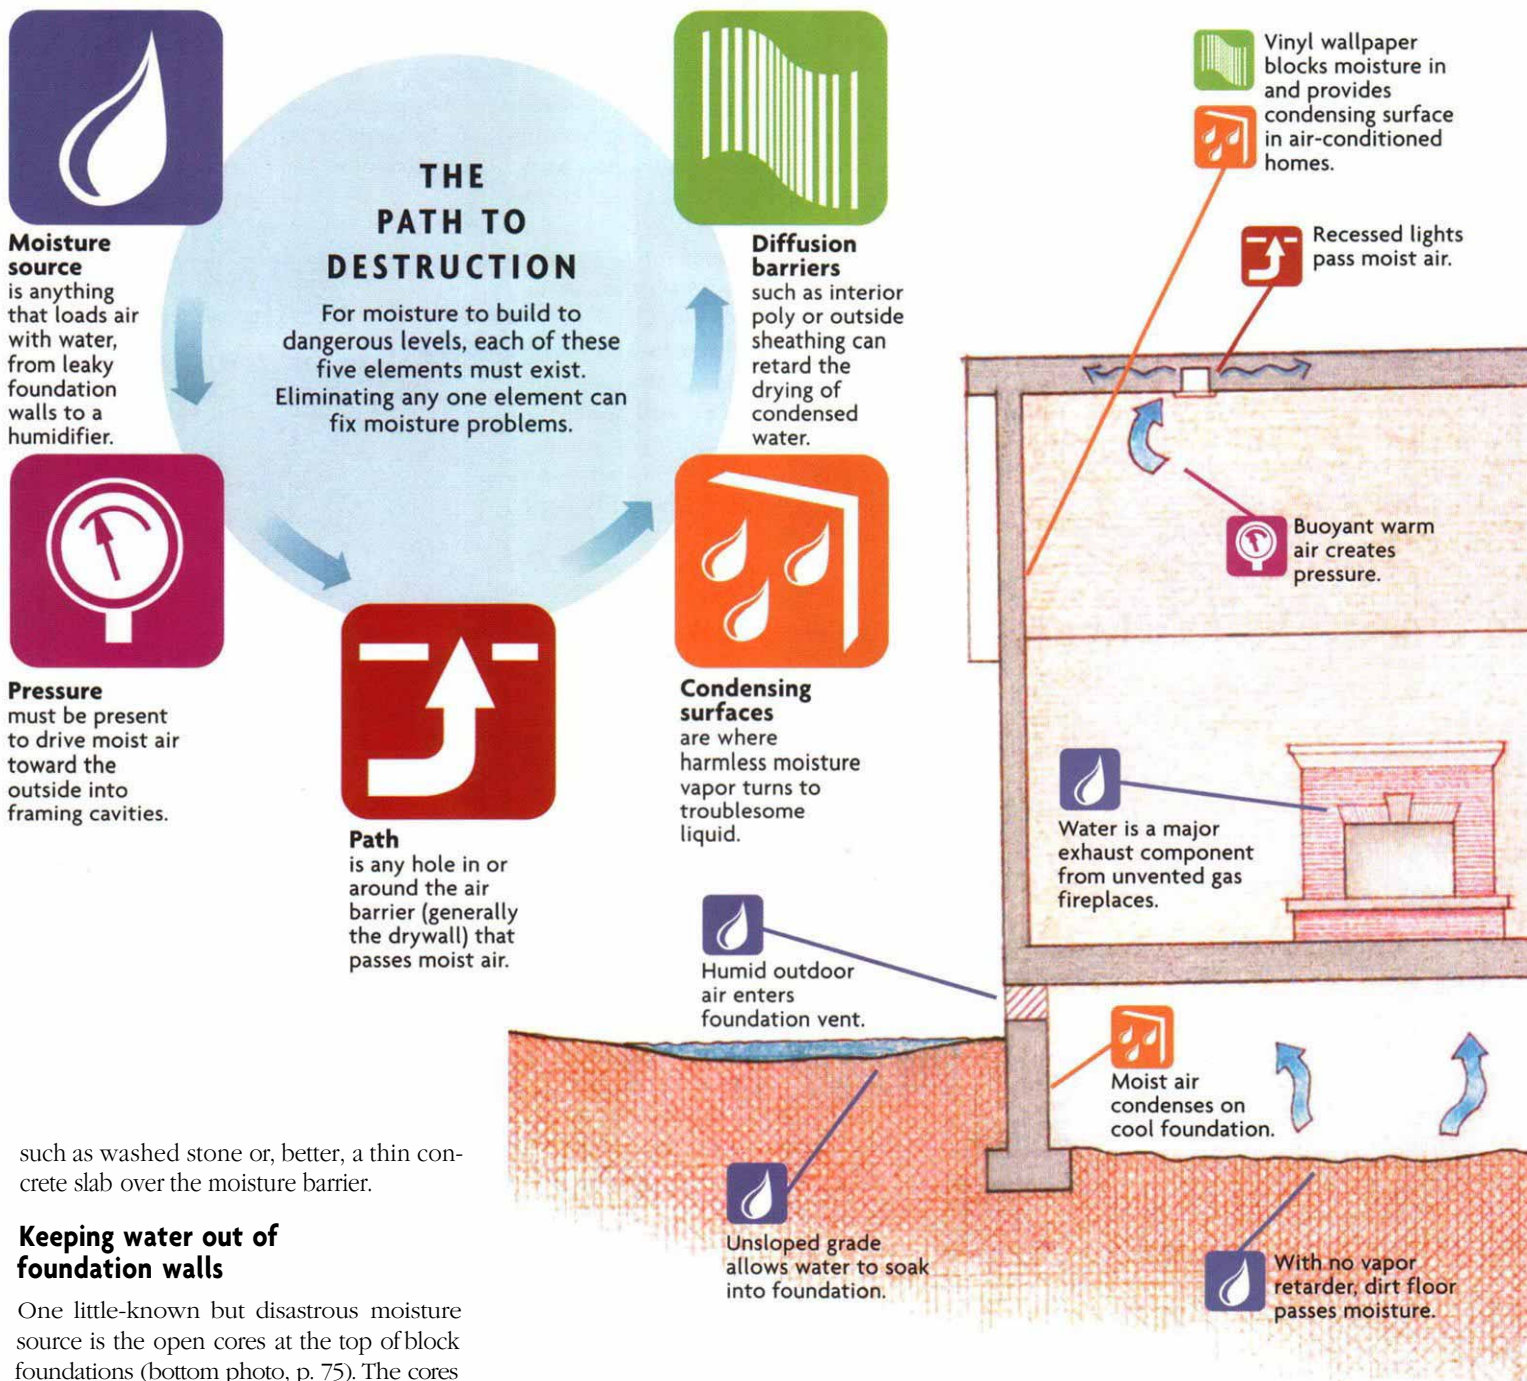 THE
PATH TO
DESTRUCTION
For moisture to build to
dangerous levels, each of these
five elements must exist.
Eliminating any one element can
fix moisture problems.
Moisture
source
is anything
that loads air
with water,
from leaky
foundation
walls to a
humidifier.
Pressure
must be present
to drive moist air
toward the
outside into
framing cavities.
Path
is any hole in or
around the air
barrier (generally
the drywall) that
passes moist air.
Condensing
surfaces
are where
harmless moisture
vapor turns to
troublesome
liquid.
Diffusion
barriers
such as interior
poly or outside
sheathing can
retard the
drying of
condensed
water.
Vinyl wallpaper
blocks moisture in
and provides
condensing surface
in air-conditioned
homes.
Recessed lights
pass moist air.
Buoyant warm
air creates
pressure.
Water is a major
exhaust component
from unvented gas
fireplaces.
Humid outdoor
air enters
foundation vent.
Moist air
condenses on
cool foundation.
Unsloped grade
allows water to soak
into foundation.
With no vapor
retarder, dirt floor
passes moisture.
such as washed stone or, better, a thin con-
crete slab over the moisture barrier.
Keeping water out of
foundation walls
One little-known but disastrous moisture
source is the open cores at the top of block
foundations (bottom photo, p. 75). The cores